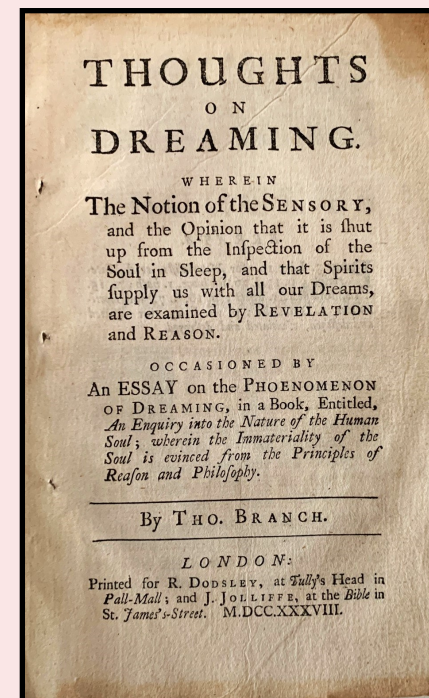 THOUGHTS
ON
DREAMING.
WHEREIN
The Notion of the SENSORY,
and the Opinion that it is ſhut
up from the Inſpection of the
Soul in Sleep, and that Spirits
ſupply us with all our Dreams,
are examined by REVELATION
and REASON.
OCCASIONED BY
An ESSAY on the PHOENOMENON
OF DREAMING, in a Book, Entitled,
An Enquiry into the Nature of the Human
Soul; wherein the Immateriality of the
Soul is evinced from the Principles of
Reaſon and Philoſophy.
By THO. BRANCH.
LONDON:
Printed for R. DODSLEY, at Tully's Head in
Pall-Mall; and J. JOLLIFFE, at the Bible in
St. James's-Street. M.DCC.XXXVIII.